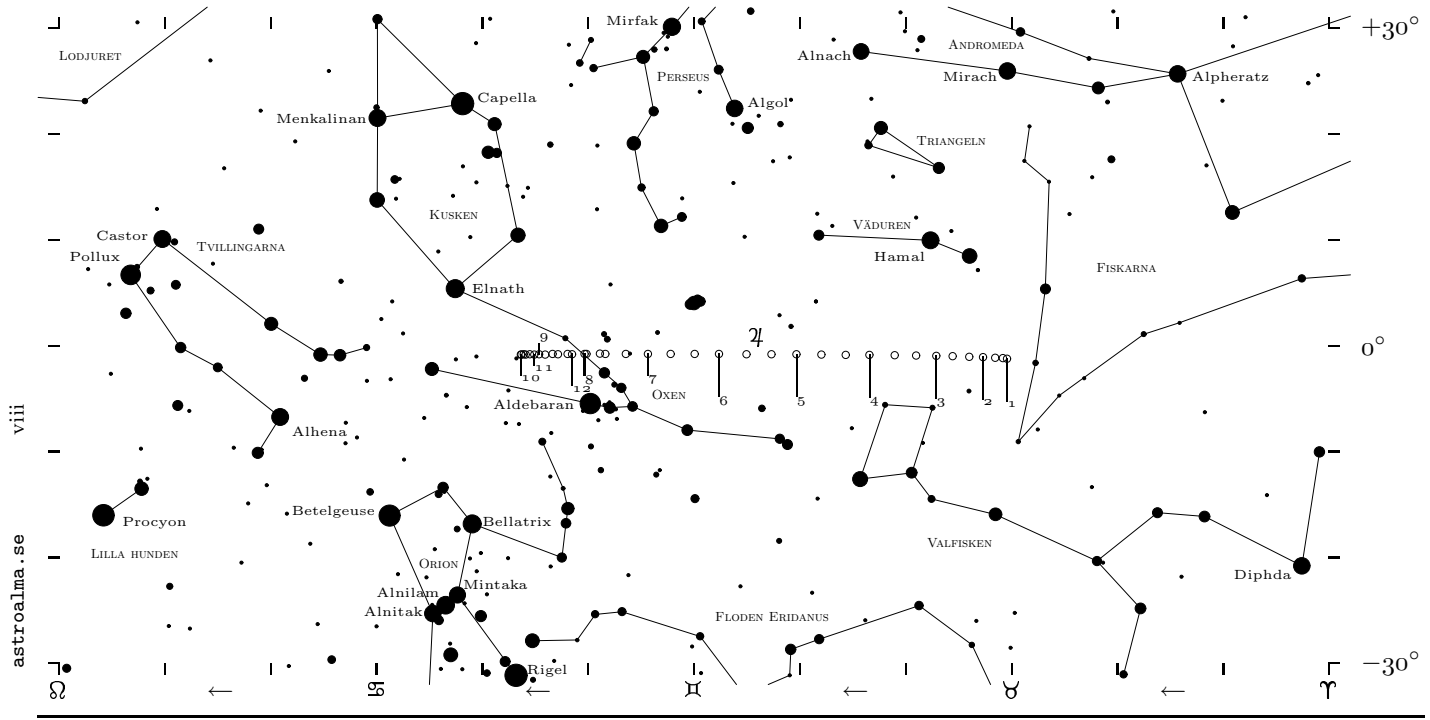 Mirfak
+30°
Lodjuret
Andromeda
Alnach
Perseus
Mirach
Alpheratz
Capella
Algol
Menkalinan
Triangeln
Kusken
Väduren
Castor
Tvillingarna
Pollux
Hamal
Fiskarna
Elnath
♃
9
0°
11
10
8
7
12
Oxen
6
5
4
3
2
1
Aldebaran
viii
Alhena
Betelgeuse
Procyon
Bellatrix
Lilla hunden
Orion
Valfisken
Mintaka
Alnilam
Diphda
Alnitak
Floden Eridanus
astroalma.se
Rigel
−30°
♌ ← ♋ ← ♊ ← ♉ ← ♈